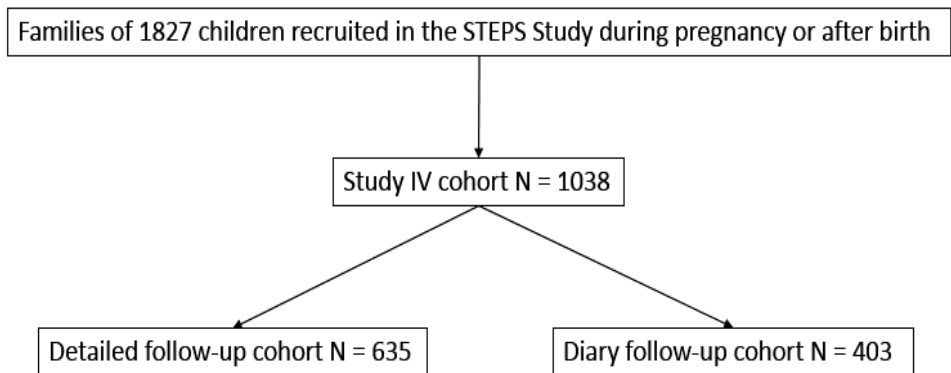 Families of 1827 children recruited in the STEPS Study during pregnancy or after birth
Study IV cohort N = 1038
Detailed follow-up cohort N = 635
Diary follow-up cohort N = 403